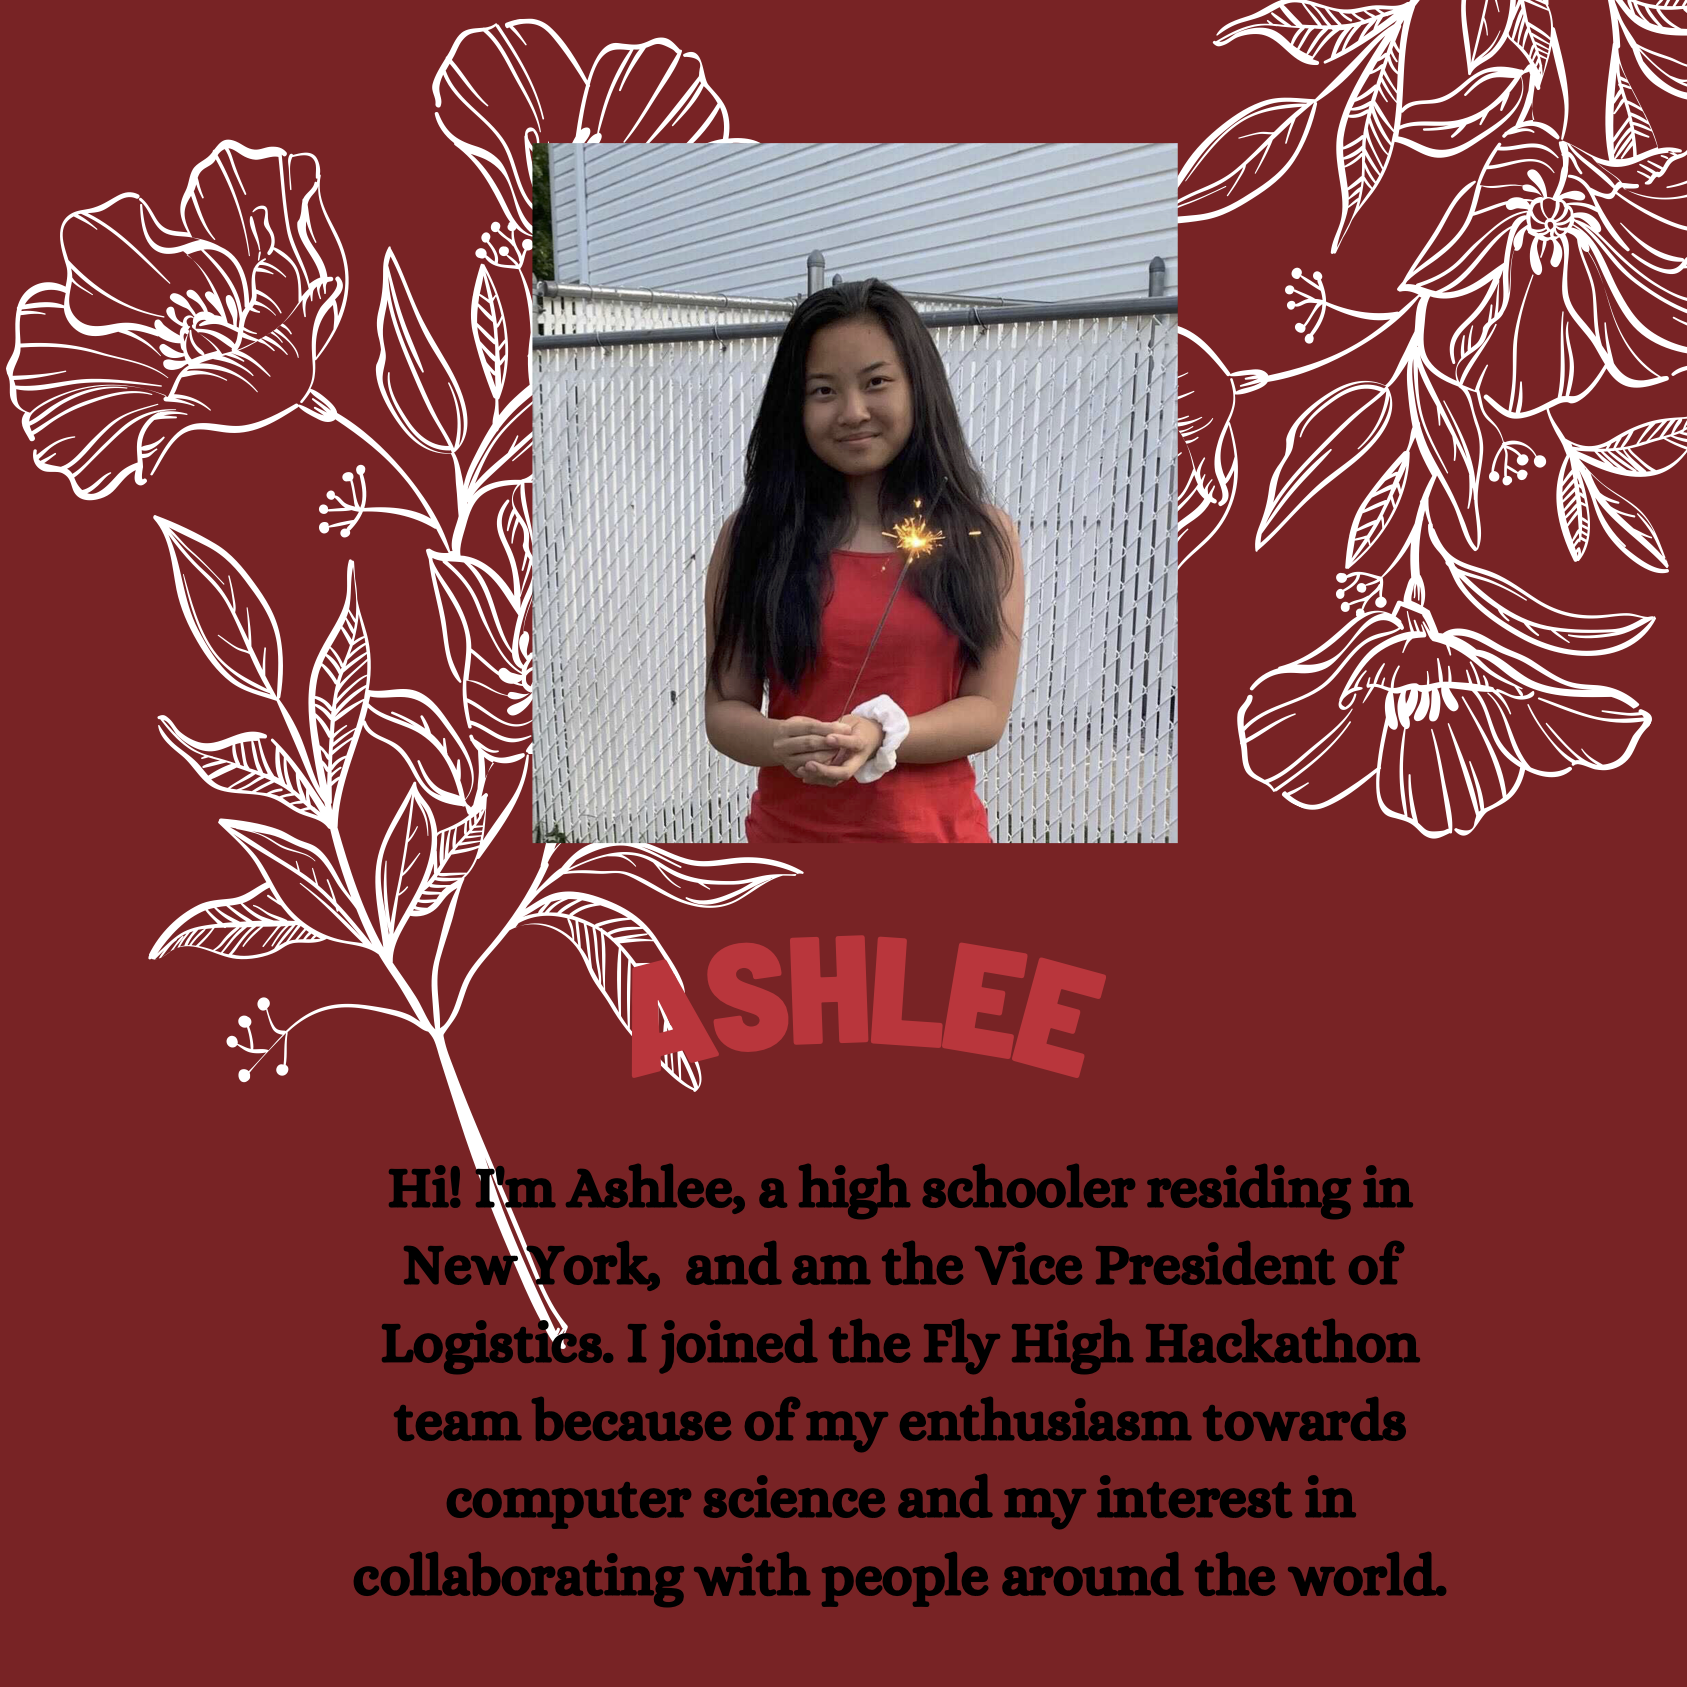 ASHLEE
Hi! I'm Ashlee, a high schooler residing in
New York,  and am the Vice President of
Logistics. I joined the Fly High Hackathon
team because of my enthusiasm towards
computer science and my interest in
collaborating with people around the world.